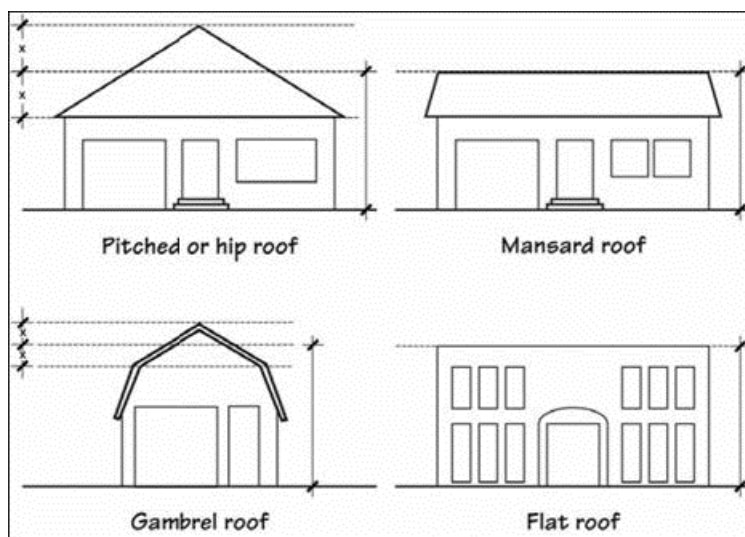 x
x
Pitched or hip roof
Mansard roof
x
x
Gambrel roof
Flat roof